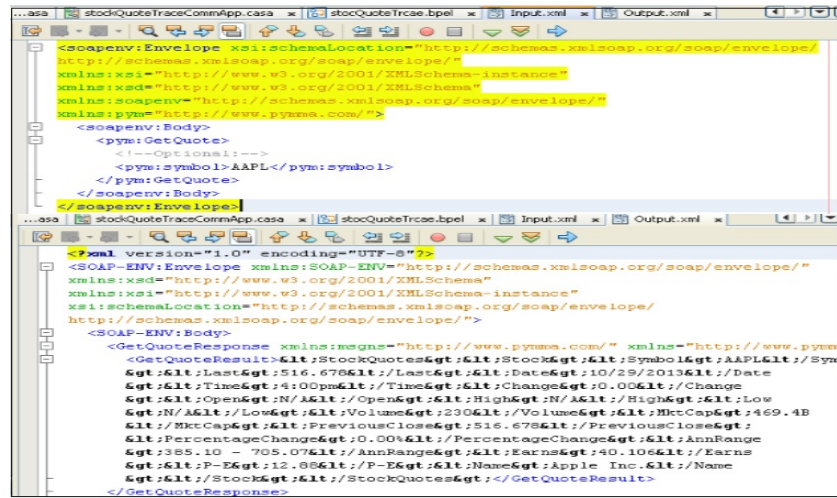 ...asa stockQuoteTraceCommApp.casa x stocQuoteTrcae.bpel x Input.xml x Output.xml x
<soapenv:Envelope xsi:schemaLocation="http://schemas.xmlsoap.org/soap/envelope/
http://schemas.xmlsoap.org/soap/envelope/"
xmlns:xsi="http://www.w3.org/2001/XMLSchema-instance"
xmlns:xsd="http://www.w3.org/2001/XMLSchema"
xmlns:soapenv="http://schemas.xmlsoap.org/soap/envelope/"
xmlns:pym="http://www.pymma.com/">
<soapenv:Body>
<pym:GetQuote>
<!--Optional:-->
<pym:symbol>AAPL</pym:symbol>
</pym:GetQuote>
</soapenv:Body>
</soapenv:Envelope>
...asa stockQuoteTraceCommApp.casa x stocQuoteTrcae.bpel x Input.xml x Output.xml x
<?xml version="1.0" encoding="UTF-8"?>
<SOAP-ENV:Envelope xmlns:SOAP-ENV="http://schemas.xmlsoap.org/soap/envelope/"
xmlns:xsd="http://www.w3.org/2001/XMLSchema"
xmlns:xsi="http://www.w3.org/2001/XMLSchema-instance"
xsi:schemaLocation="http://schemas.xmlsoap.org/soap/envelope/
http://schemas.xmlsoap.org/soap/envelope/">
<SOAP-ENV:Body>
<GetQuoteResponse xmlns:msgns="http://www.pymma.com/" xmlns="http://www.pymm
<GetQuoteResult>&lt;StockQuotes&gt;&lt;Stock&gt;&lt;Symbol&gt;AAPL&lt;/Sym
&gt;&lt;Last&gt;516.678&lt;/Last&gt;&lt;Date&gt;10/29/2013&lt;/Date
&gt;&lt;Time&gt;4:00pm&lt;/Time&gt;&lt;Change&gt;0.00&lt;/Change
&gt;&lt;Open&gt;N/A&lt;/Open&gt;&lt;High&gt;N/A&lt;/High&gt;&lt;Low
&gt;N/A&lt;/Low&gt;&lt;Volume&gt;230&lt;/Volume&gt;&lt;MktCap&gt;469.4B
&lt;/MktCap&gt;&lt;PreviousClose&gt;516.678&lt;/PreviousClose&gt;
&lt;PercentageChange&gt;0.00%&lt;/PercentageChange&gt;&lt;AnnRange
&gt;385.10 - 705.07&lt;/AnnRange&gt;&lt;Earns&gt;40.106&lt;/Earns
&gt;&lt;P-E&gt;12.88&lt;/P-E&gt;&lt;Name&gt;Apple Inc.&lt;/Name
&gt;&lt;/Stock&gt;&lt;/StockQuotes&gt;</GetQuoteResult>
</GetQuoteResponse>